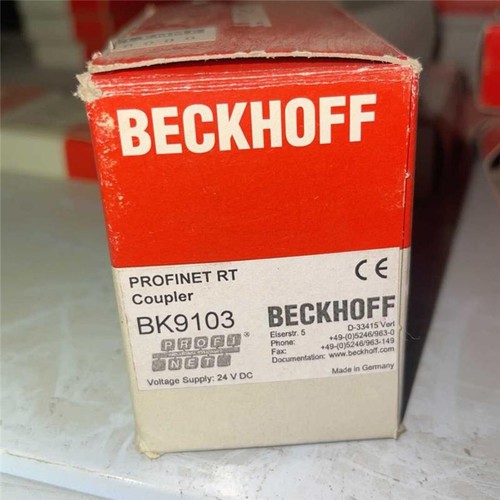 BECKHOFF
PROFINET RT
Coupler
BK9103
PROFI
NET
®
Voltage Supply: 24 V DC
CE
BECKHOFF
Eiserstr. 5 D-33415 Verl
Phone: +49-(0)5246/963-0
Fax: +49-(0)5246/963-149
Documentation: www.beckhoff.com
Made in Germany